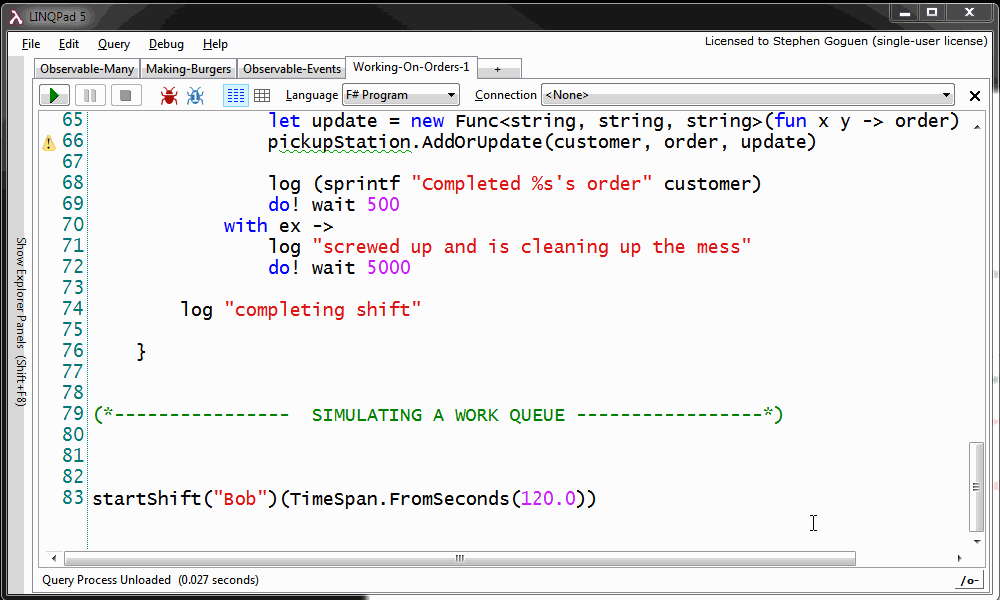 LINQPad 5
File Edit Query Debug Help
Licensed to Stephen Goguen (single-user license)
Observable-Many Making-Burgers Observable-Events Working-On-Orders-1 +
Language F# Program Connection <None>
65 let update = new Func<string, string, string>(fun x y -> order)
66 pickupStation.AddOrUpdate(customer, order, update)
67
68 log (sprintf "Completed %s's order" customer)
69 do! wait 500
70 with ex ->
71 log "screwed up and is cleaning up the mess"
72 do! wait 5000
73
74 log "completing shift"
75
76 }
77
78
79 (*---------------- SIMULATING A WORK QUEUE -----------------*)
80
81
82
83 startShift("Bob")(TimeSpan.FromSeconds(120.0))
Show Explorer Panels (Shift+F8)
Query Process Unloaded (0.027 seconds)
/o-